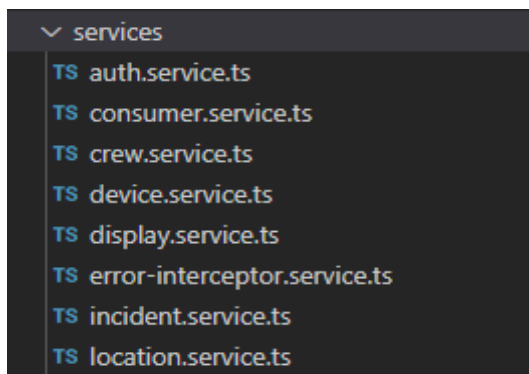 services
TS auth.service.ts
TS consumer.service.ts
TS crew.service.ts
TS device.service.ts
TS display.service.ts
TS error-interceptor.service.ts
TS incident.service.ts
TS location.service.ts